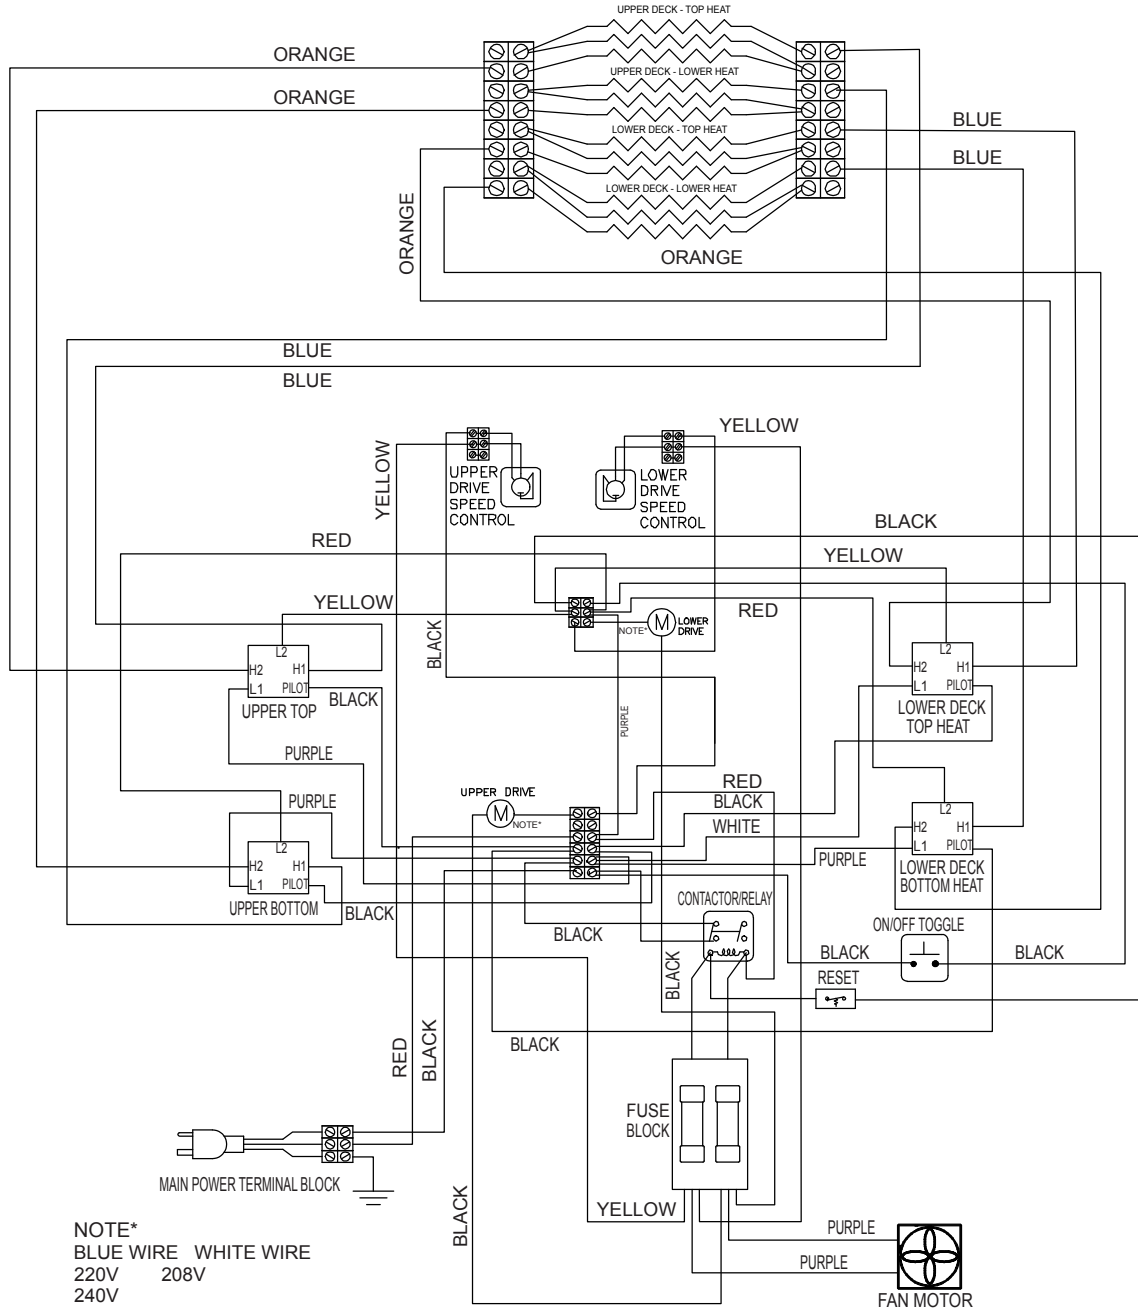 UPPER DECK - TOP HEAT
ORANGE
UPPER DECK - LOWER HEAT
ORANGE
BLUE
LOWER DECK - TOP HEAT
BLUE
LOWER DECK - LOWER HEAT
ORANGE
ORANGE
BLUE
BLUE
YELLOW
YELLOW
UPPER
DRIVE
SPEED
CONTROL
LOWER
DRIVE
SPEED
CONTROL
BLACK
RED
YELLOW
YELLOW
RED
BLACK
M
LOWER
DRIVE
NOTE*
L2
H2 H1
L1 PILOT
UPPER TOP
BLACK
L2
H2 H1
L1 PILOT
LOWER DECK
TOP HEAT
PURPLE
PURPLE
RED
UPPER DRIVE
M
NOTE*
PURPLE
BLACK
WHITE
L2
H2 H1
L1 PILOT
UPPER BOTTOM
BLACK
PURPLE
L2
H2 H1
L1 PILOT
LOWER DECK
BOTTOM HEAT
CONTACTOR/RELAY
ON/OFF TOGGLE
BLACK
BLACK
BLACK
BLACK
RESET
BLACK
RED
BLACK
FUSE
BLOCK
MAIN POWER TERMINAL BLOCK
BLACK
YELLOW
PURPLE
PURPLE
FAN MOTOR
NOTE*
BLUE WIRE WHITE WIRE
220V 208V
240V